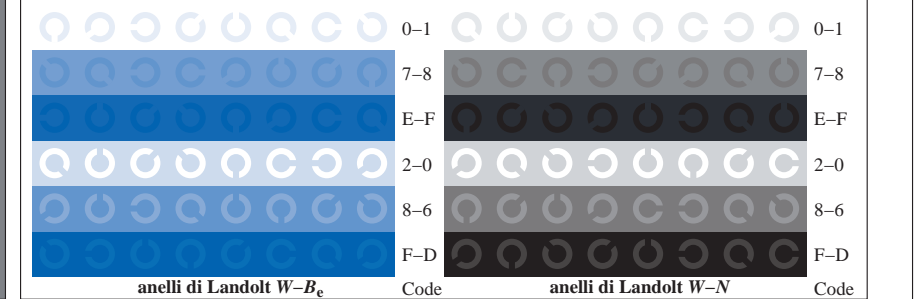 0–1 0–1
7–8 7–8
E–F E–F
2–0 2–0
8–6 8–6
F–D F–D
anelli di Landolt W–Be Code anelli di Landolt W–N Code